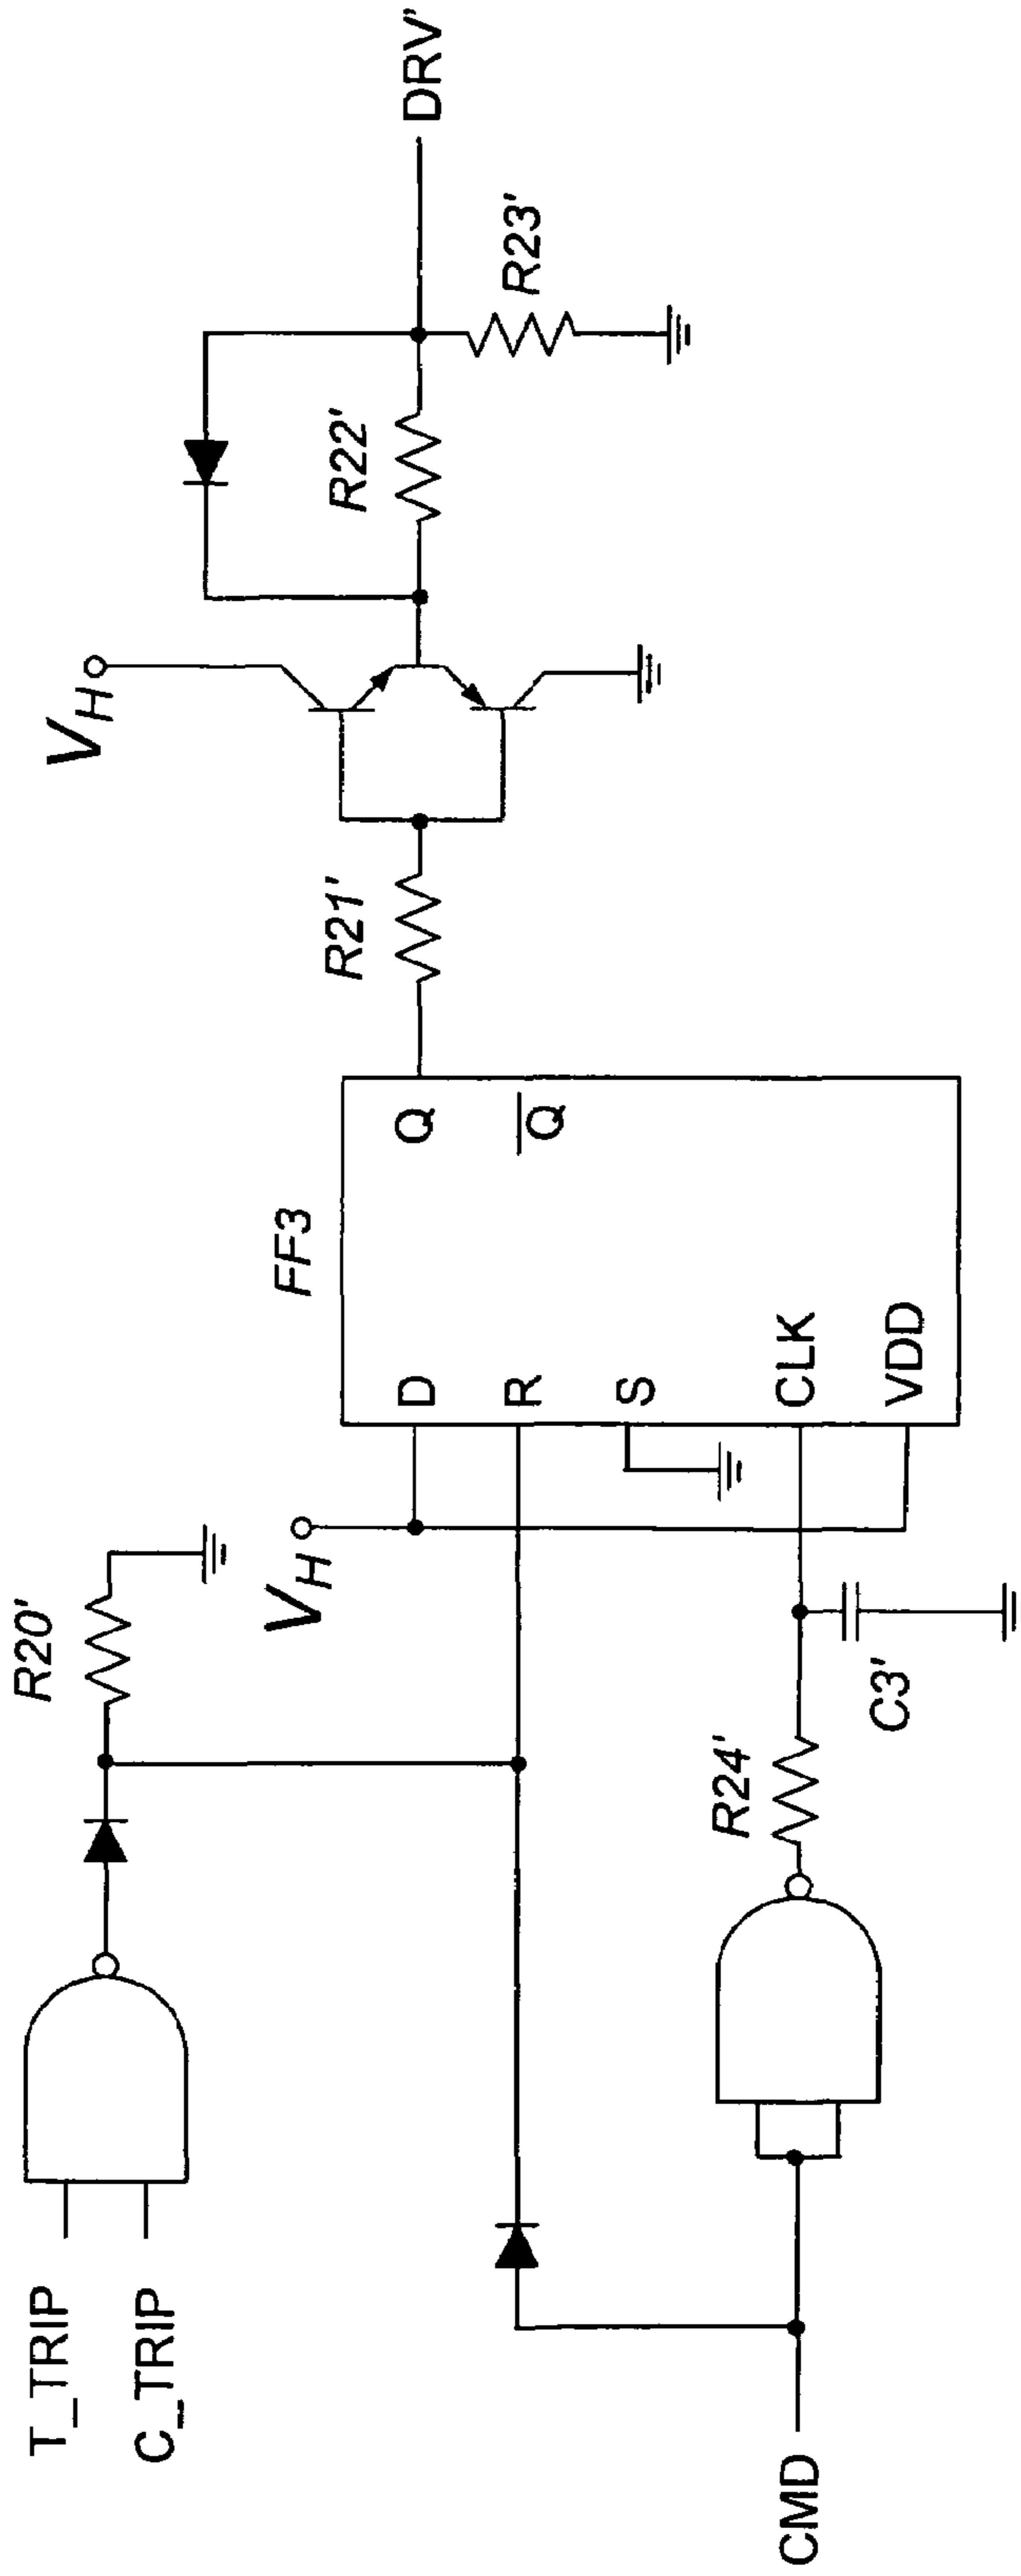 T_TRIP
C_TRIP
R20'
V_H
FF3
D
R
S
CLK
VDD
Q
Q̅
R21'
V_H
R22'
R23'
DRV'
CMD
R24'
C3'